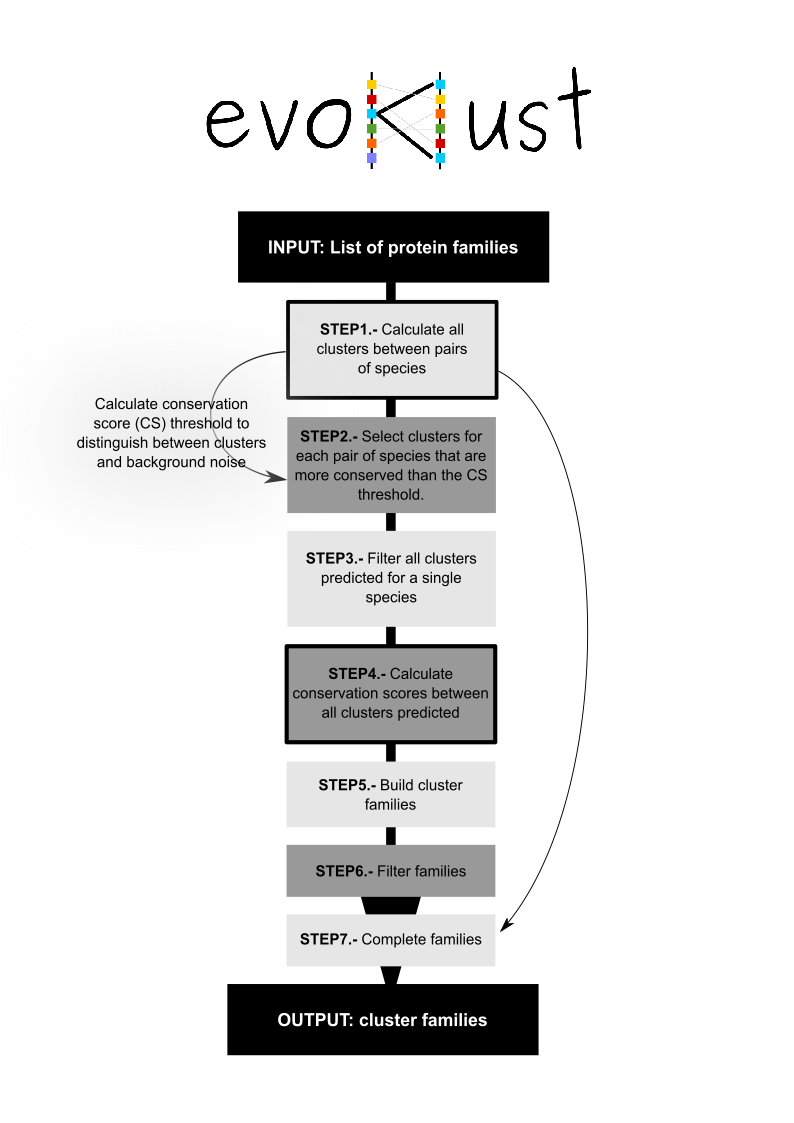 evoKlust
INPUT: List of protein families
STEP1.- Calculate all
clusters between pairs
of species
Calculate conservation
score (CS) threshold to
distinguish between clusters
and background noise
STEP2.- Select clusters for
each pair of species that are
more conserved than the CS
threshold.
STEP3.- Filter all clusters
predicted for a single
species
STEP4.- Calculate
conservation scores between
all clusters predicted
STEP5.- Build cluster
families
STEP6.- Filter families
STEP7.- Complete families
OUTPUT: cluster families